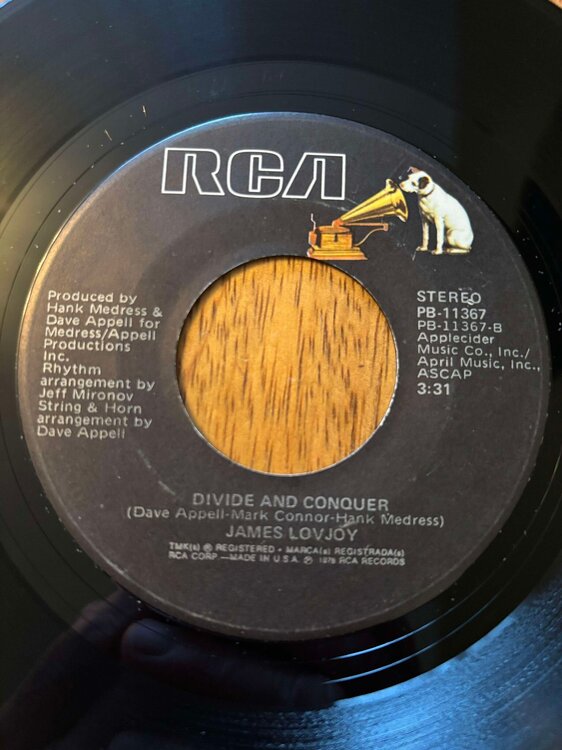 RCA
Produced by
Hank Medress &
Dave Appell for
Medress/Appell
Productions
Inc.
Rhythm
arrangement by
Jeff Mironov
String & Horn
arrangement by
Dave Appell
STEREO
PB-11367
PB-11367-B
Applecider
Music Co., Inc./
April Music, Inc.,
ASCAP
3:31
DIVIDE AND CONQUER
(Dave Appell-Mark Connor-Hank Medress)
JAMES LOVJOY
TMK(s) ® REGISTERED • MARCA(s) REGISTRADA(s)
RCA CORP.—MADE IN U.S.A. ℗ 1978 RCA RECORDS